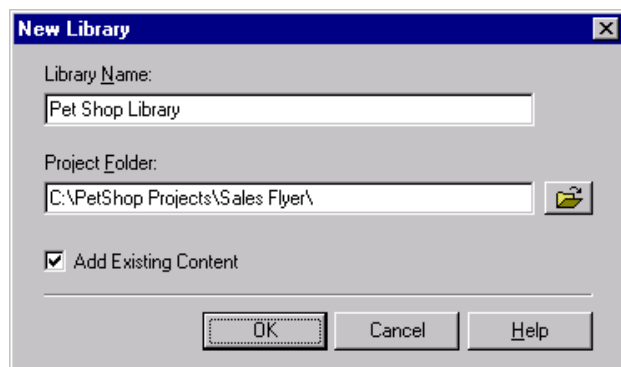 New Library
Library Name:
Pet Shop Library
Project Folder:
C:\PetShop Projects\Sales Flyer\
Add Existing Content
OK Cancel Help